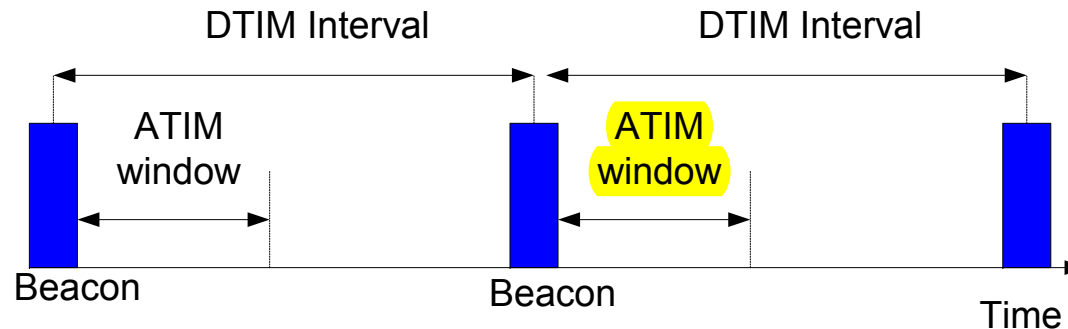 DTIM Interval
DTIM Interval
ATIM
window
ATIM
window
Beacon
Beacon
Time